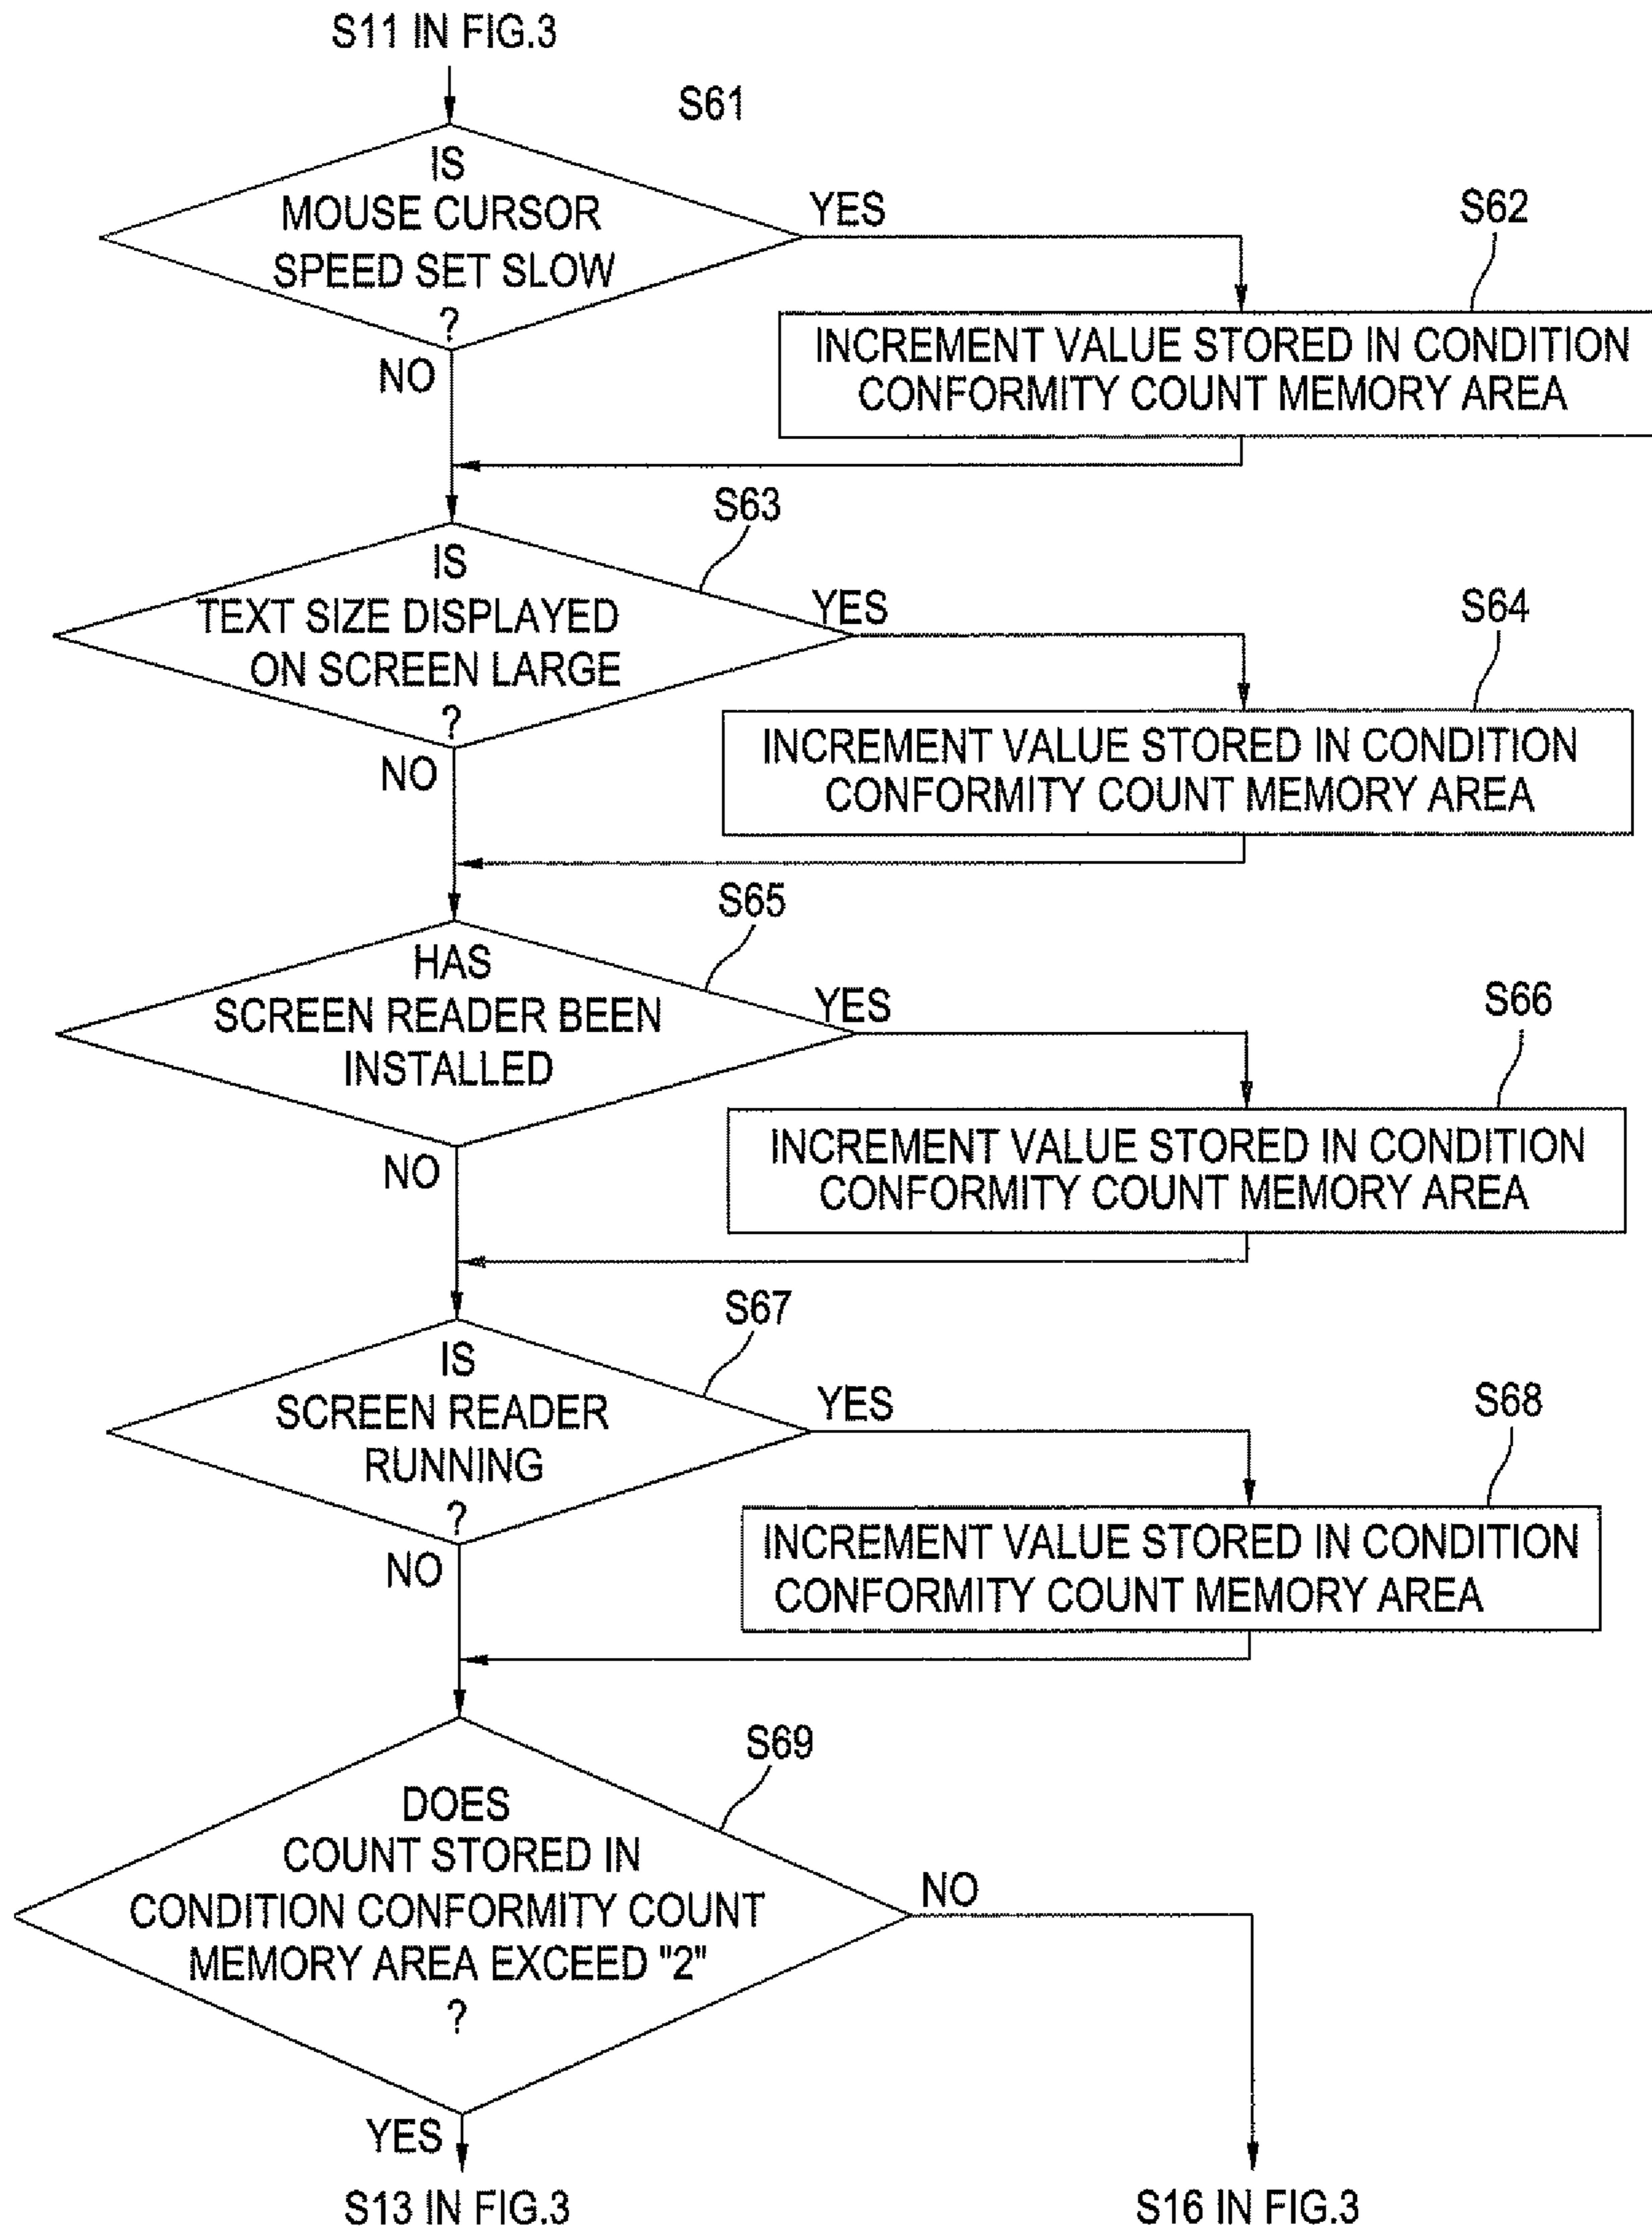 S11 IN FIG.3
S61
IS
MOUSE CURSOR
SPEED SET SLOW
?
YES
NO
S62
INCREMENT VALUE STORED IN CONDITION
CONFORMITY COUNT MEMORY AREA
S63
IS
TEXT SIZE DISPLAYED
ON SCREEN LARGE
?
YES
NO
S64
INCREMENT VALUE STORED IN CONDITION
CONFORMITY COUNT MEMORY AREA
S65
HAS
SCREEN READER BEEN
INSTALLED
YES
NO
S66
INCREMENT VALUE STORED IN CONDITION
CONFORMITY COUNT MEMORY AREA
S67
IS
SCREEN READER
RUNNING
?
YES
NO
S68
INCREMENT VALUE STORED IN CONDITION
CONFORMITY COUNT MEMORY AREA
S69
DOES
COUNT STORED IN
CONDITION CONFORMITY COUNT
MEMORY AREA EXCEED "2"
?
NO
YES
S13 IN FIG.3
S16 IN FIG.3